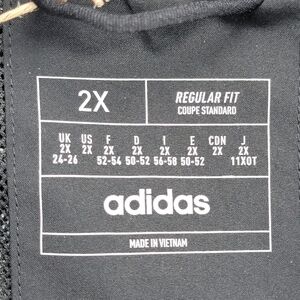 2X
REGULAR FIT
COUPE STANDARD
UK US F D I E CDN J
2X 2X 2X 2X 2X 2X 2X 2X
24-26 52-54 50-52 56-58 50-52 11XOT
adidas
MADE IN VIETNAM